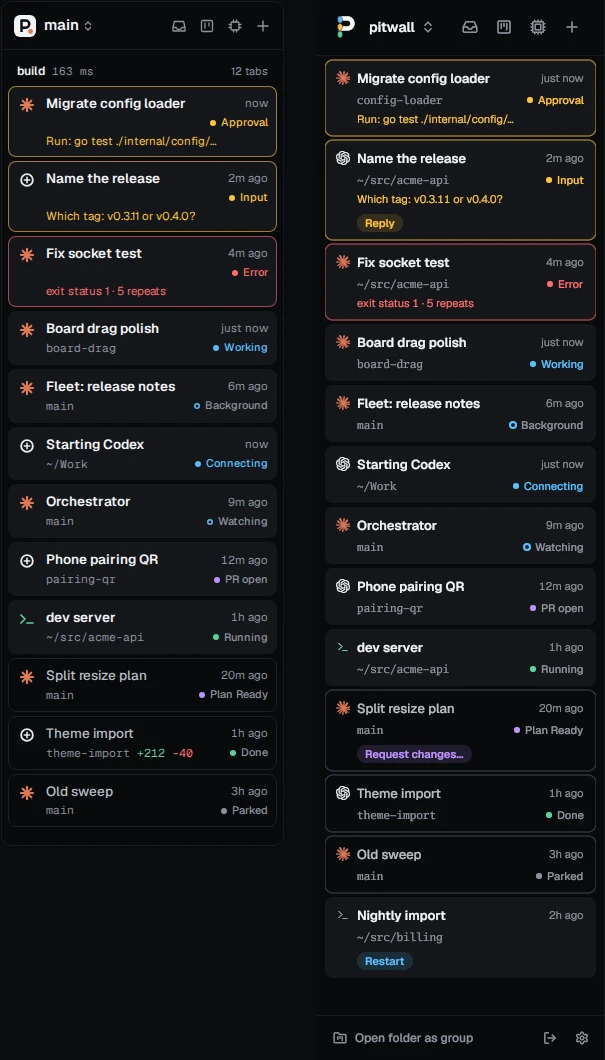 P main
build 163 ms 12 tabs
Migrate config loader now
Approval
Run: go test ./internal/config/…
Name the release 2m ago
Input
Which tag: v0.3.11 or v0.4.0?
Fix socket test 4m ago
Error
exit status 1 · 5 repeats
Board drag polish just now
board-drag Working
Fleet: release notes 6m ago
main Background
Starting Codex now
~/Work Connecting
Orchestrator 9m ago
main Watching
Phone pairing QR 12m ago
pairing-qr PR open
dev server 1h ago
~/src/acme-api Running
Split resize plan 20m ago
main Plan Ready
Theme import 1h ago
theme-import +212 -40 Done
Old sweep 3h ago
main Parked
P pitwall
Migrate config loader just now
config-loader Approval
Run: go test ./internal/config/…
Name the release 2m ago
~/src/acme-api Input
Which tag: v0.3.11 or v0.4.0?
Reply
Fix socket test 4m ago
~/src/acme-api Error
exit status 1 · 5 repeats
Board drag polish just now
board-drag Working
Fleet: release notes 6m ago
main Background
Starting Codex just now
~/Work Connecting
Orchestrator 9m ago
main Watching
Phone pairing QR 12m ago
pairing-qr PR open
dev server 1h ago
~/src/acme-api Running
Split resize plan 20m ago
main Plan Ready
Request changes…
Theme import 1h ago
theme-import Done
Old sweep 3h ago
main Parked
Nightly import 2h ago
~/src/billing
Restart
Open folder as group